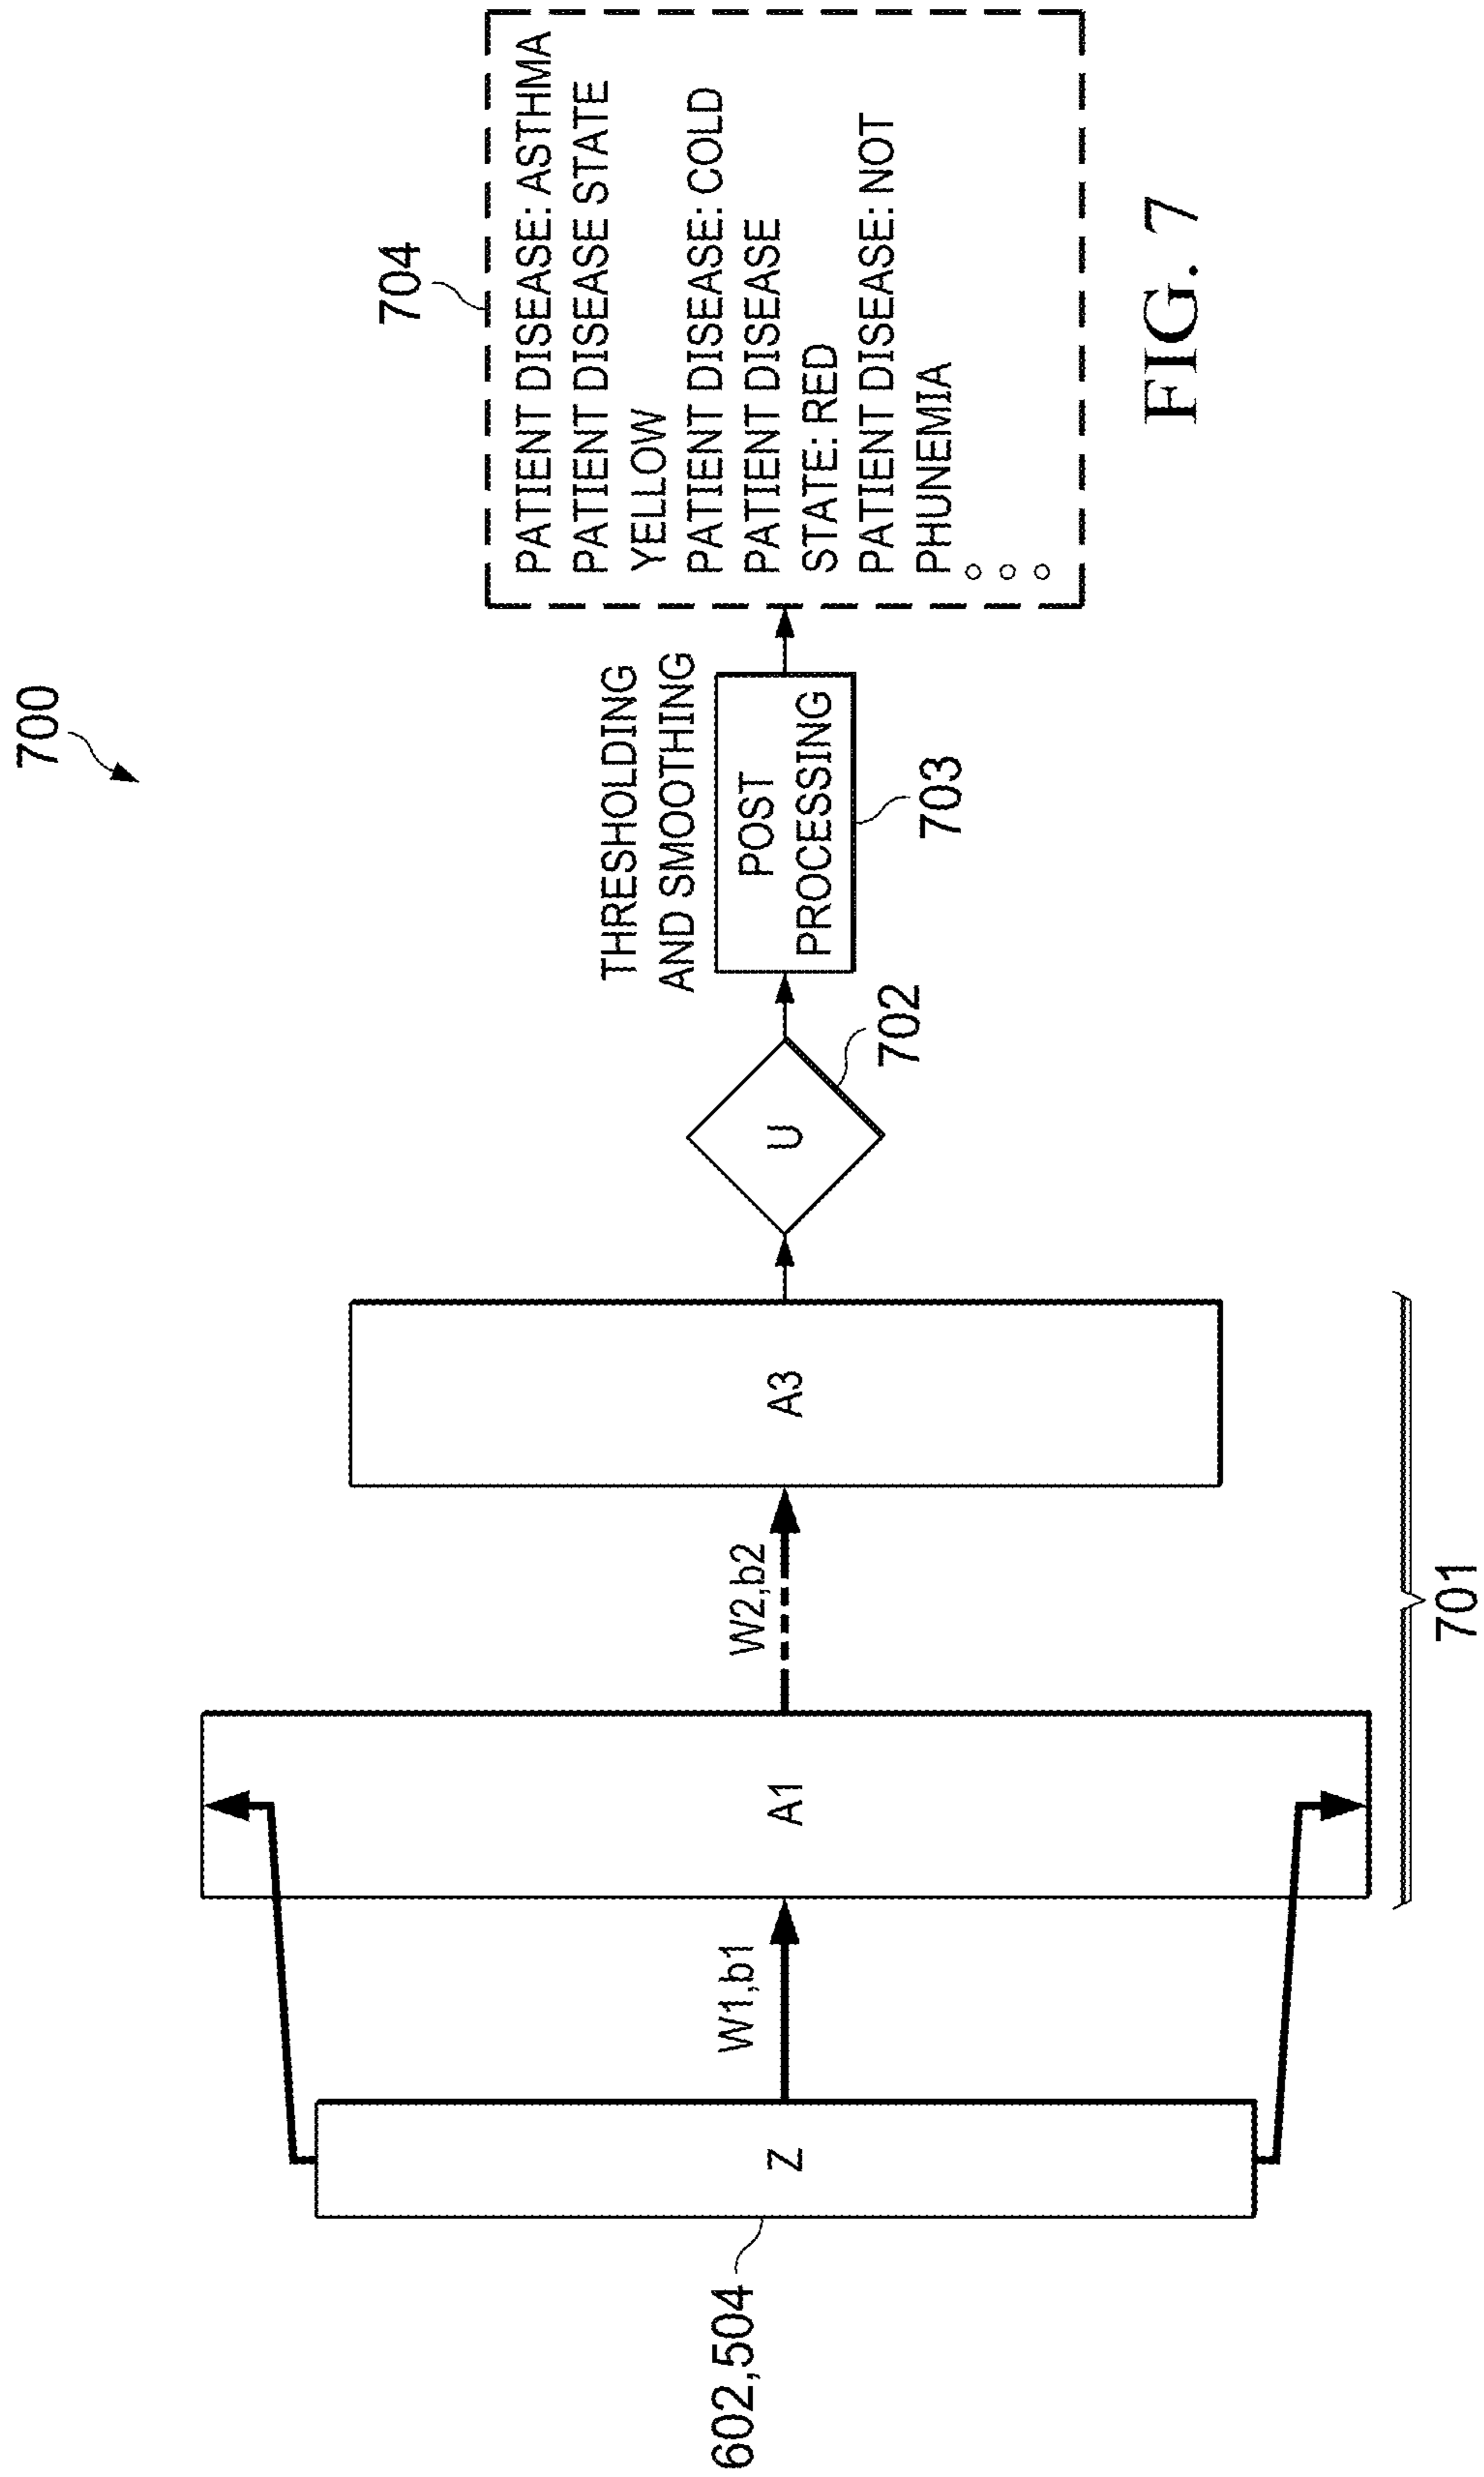 700
602,504
Z
W1,b1
A1
W2,b2
A3
701
U
702
THRESHOLDING
AND SMOOTHING
POST
PROCESSING
703
704
PATIENT DISEASE: ASTHMA
PATIENT DISEASE STATE
YELLOW
PATIENT DISEASE: COLD
PATIENT DISEASE
STATE: RED
PATIENT DISEASE: NOT
PHUNEMIA
FIG. 7